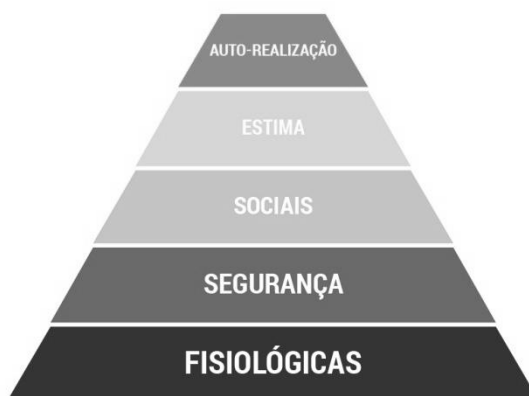 AUTO-REALIZAÇÃO
ESTIMA
SOCIAIS
SEGURANÇA
FISIOLÓGICAS